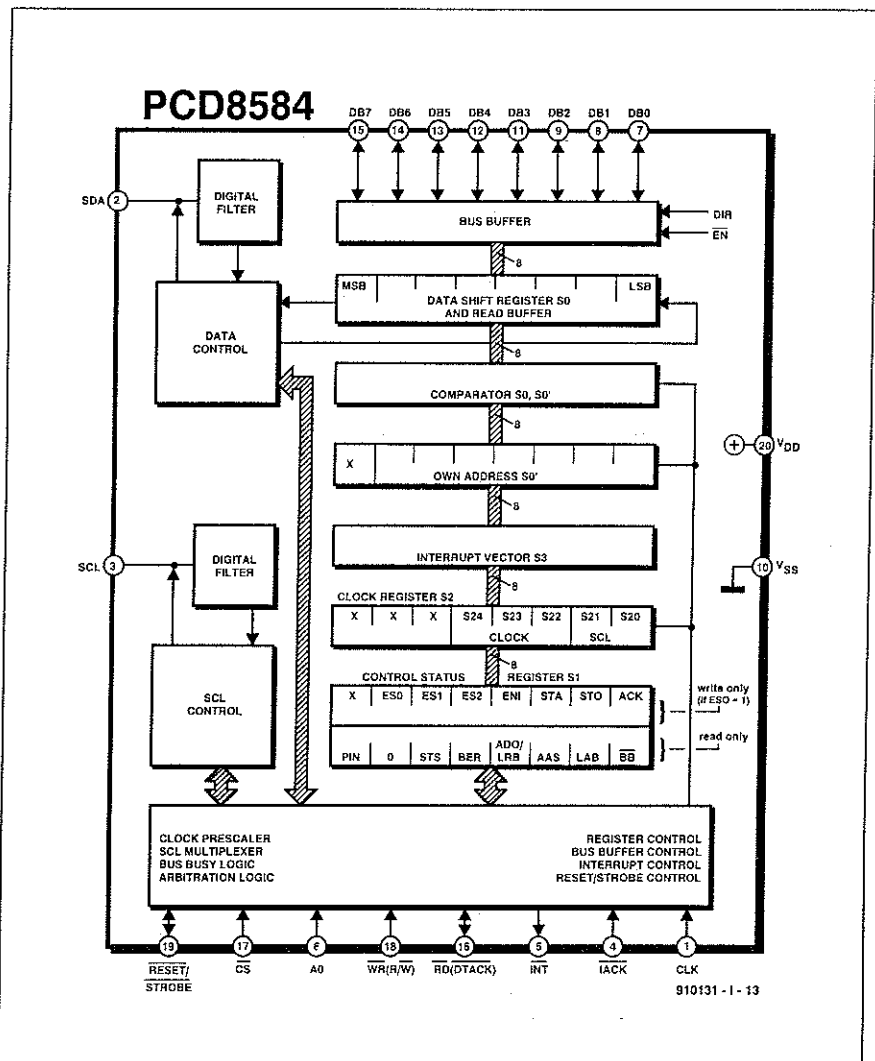 PCD8584
DB7 DB6 DB5 DB4 DB3 DB2 DB1 DB0
15 14 13 12 11 9 8 7
SDA 2
DIGITAL
FILTER
BUS BUFFER
DIR
EN
8
MSB LSB
DATA SHIFT REGISTER S0
AND READ BUFFER
DATA
CONTROL
8
COMPARATOR S0, S0'
8
X
OWN ADDRESS S0'
+ 20 VDD
8
SCL 3
DIGITAL
FILTER
INTERRUPT VECTOR S3
10 VSS
8
CLOCK REGISTER S2
X X X S24 S23 S22 S21 S20
CLOCK SCL
8
SCL
CONTROL
CONTROL STATUS REGISTER S1
X ES0 ES1 ES2 ENI STA STO ACK
write only
(if ESO = 1)
read only
PIN 0 STS BER ADO/LRB AAS LAB BB
CLOCK PRESCALER
SCL MULTIPLEXER
BUS BUSY LOGIC
ARBITRATION LOGIC
REGISTER CONTROL
BUS BUFFER CONTROL
INTERRUPT CONTROL
RESET/STROBE CONTROL
19 17 6 18 16 5 4 1
RESET/STROBE CS A0 WR(R/W) RD(DTACK) INT IACK CLK
910131 - I - 13